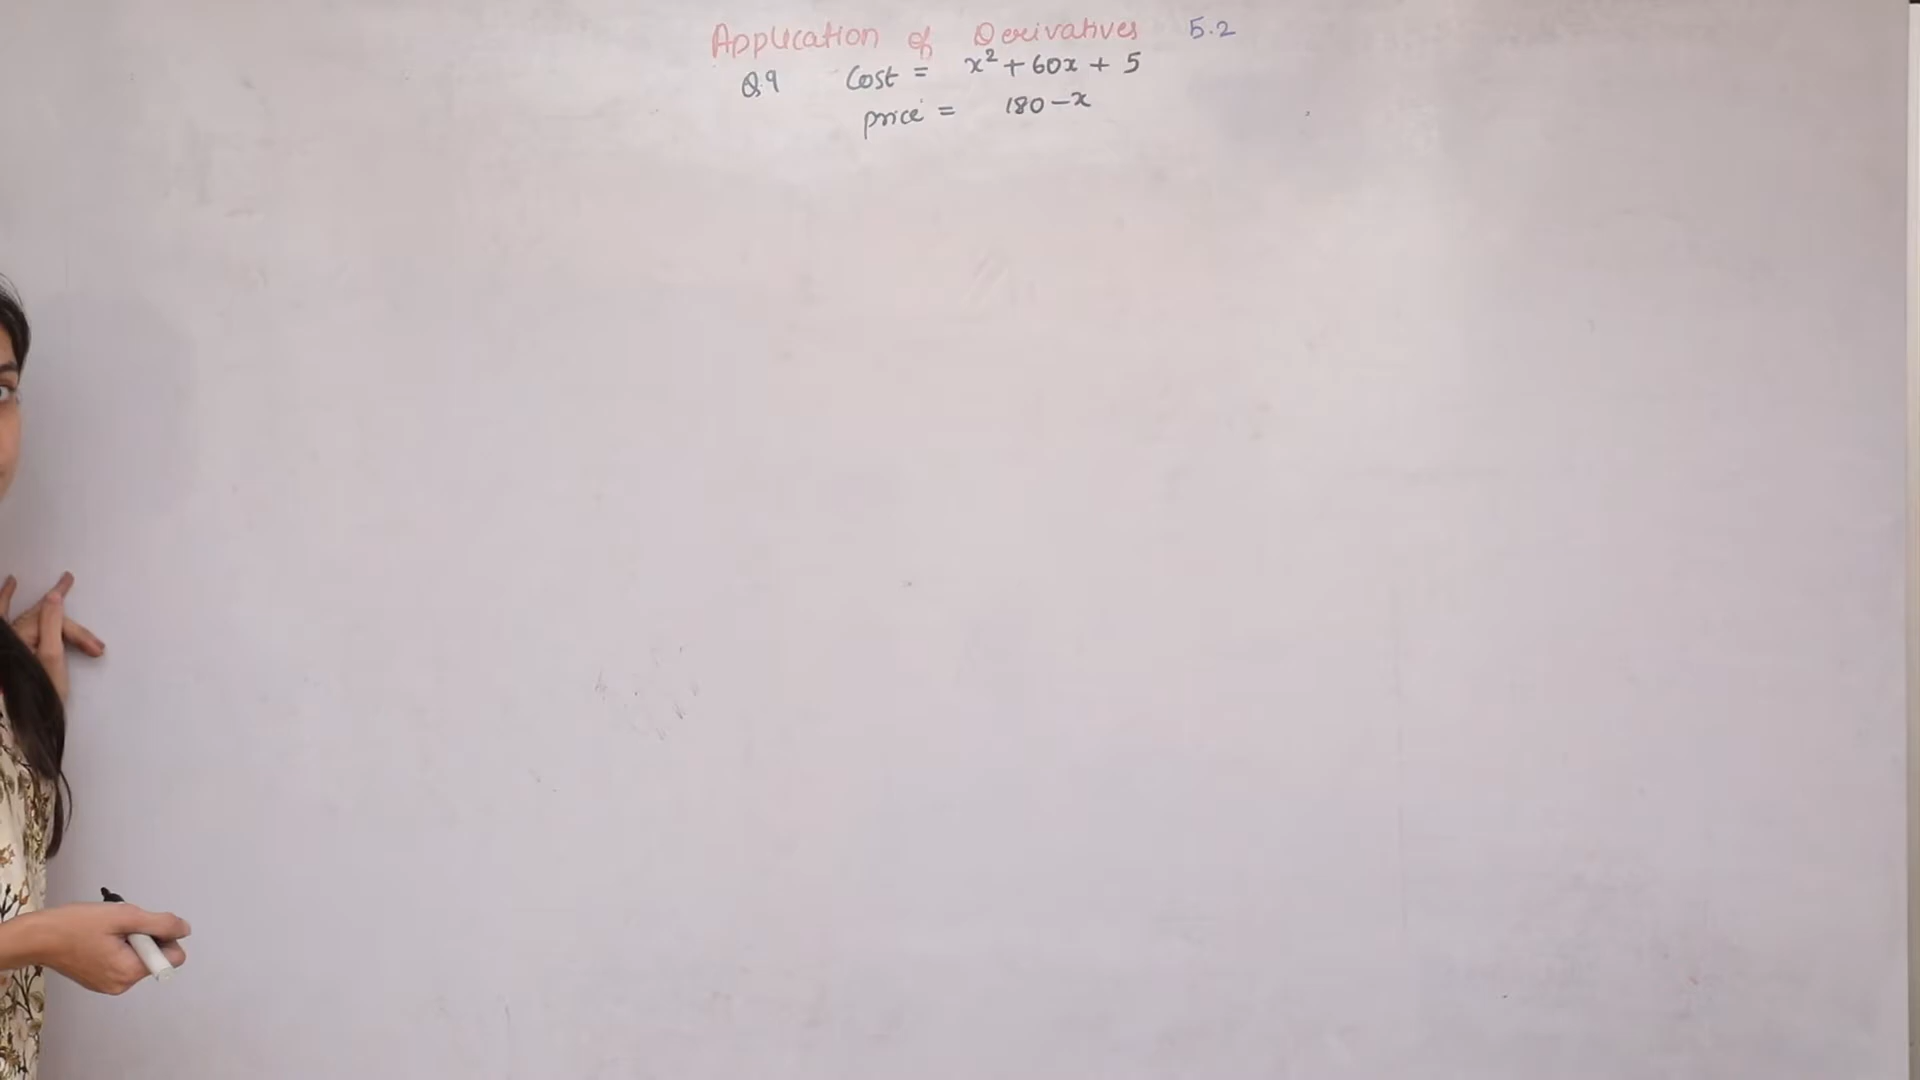 Application of Derivatives 5.2
Q.9 Cost = x² + 60x + 5
price = 180 - x